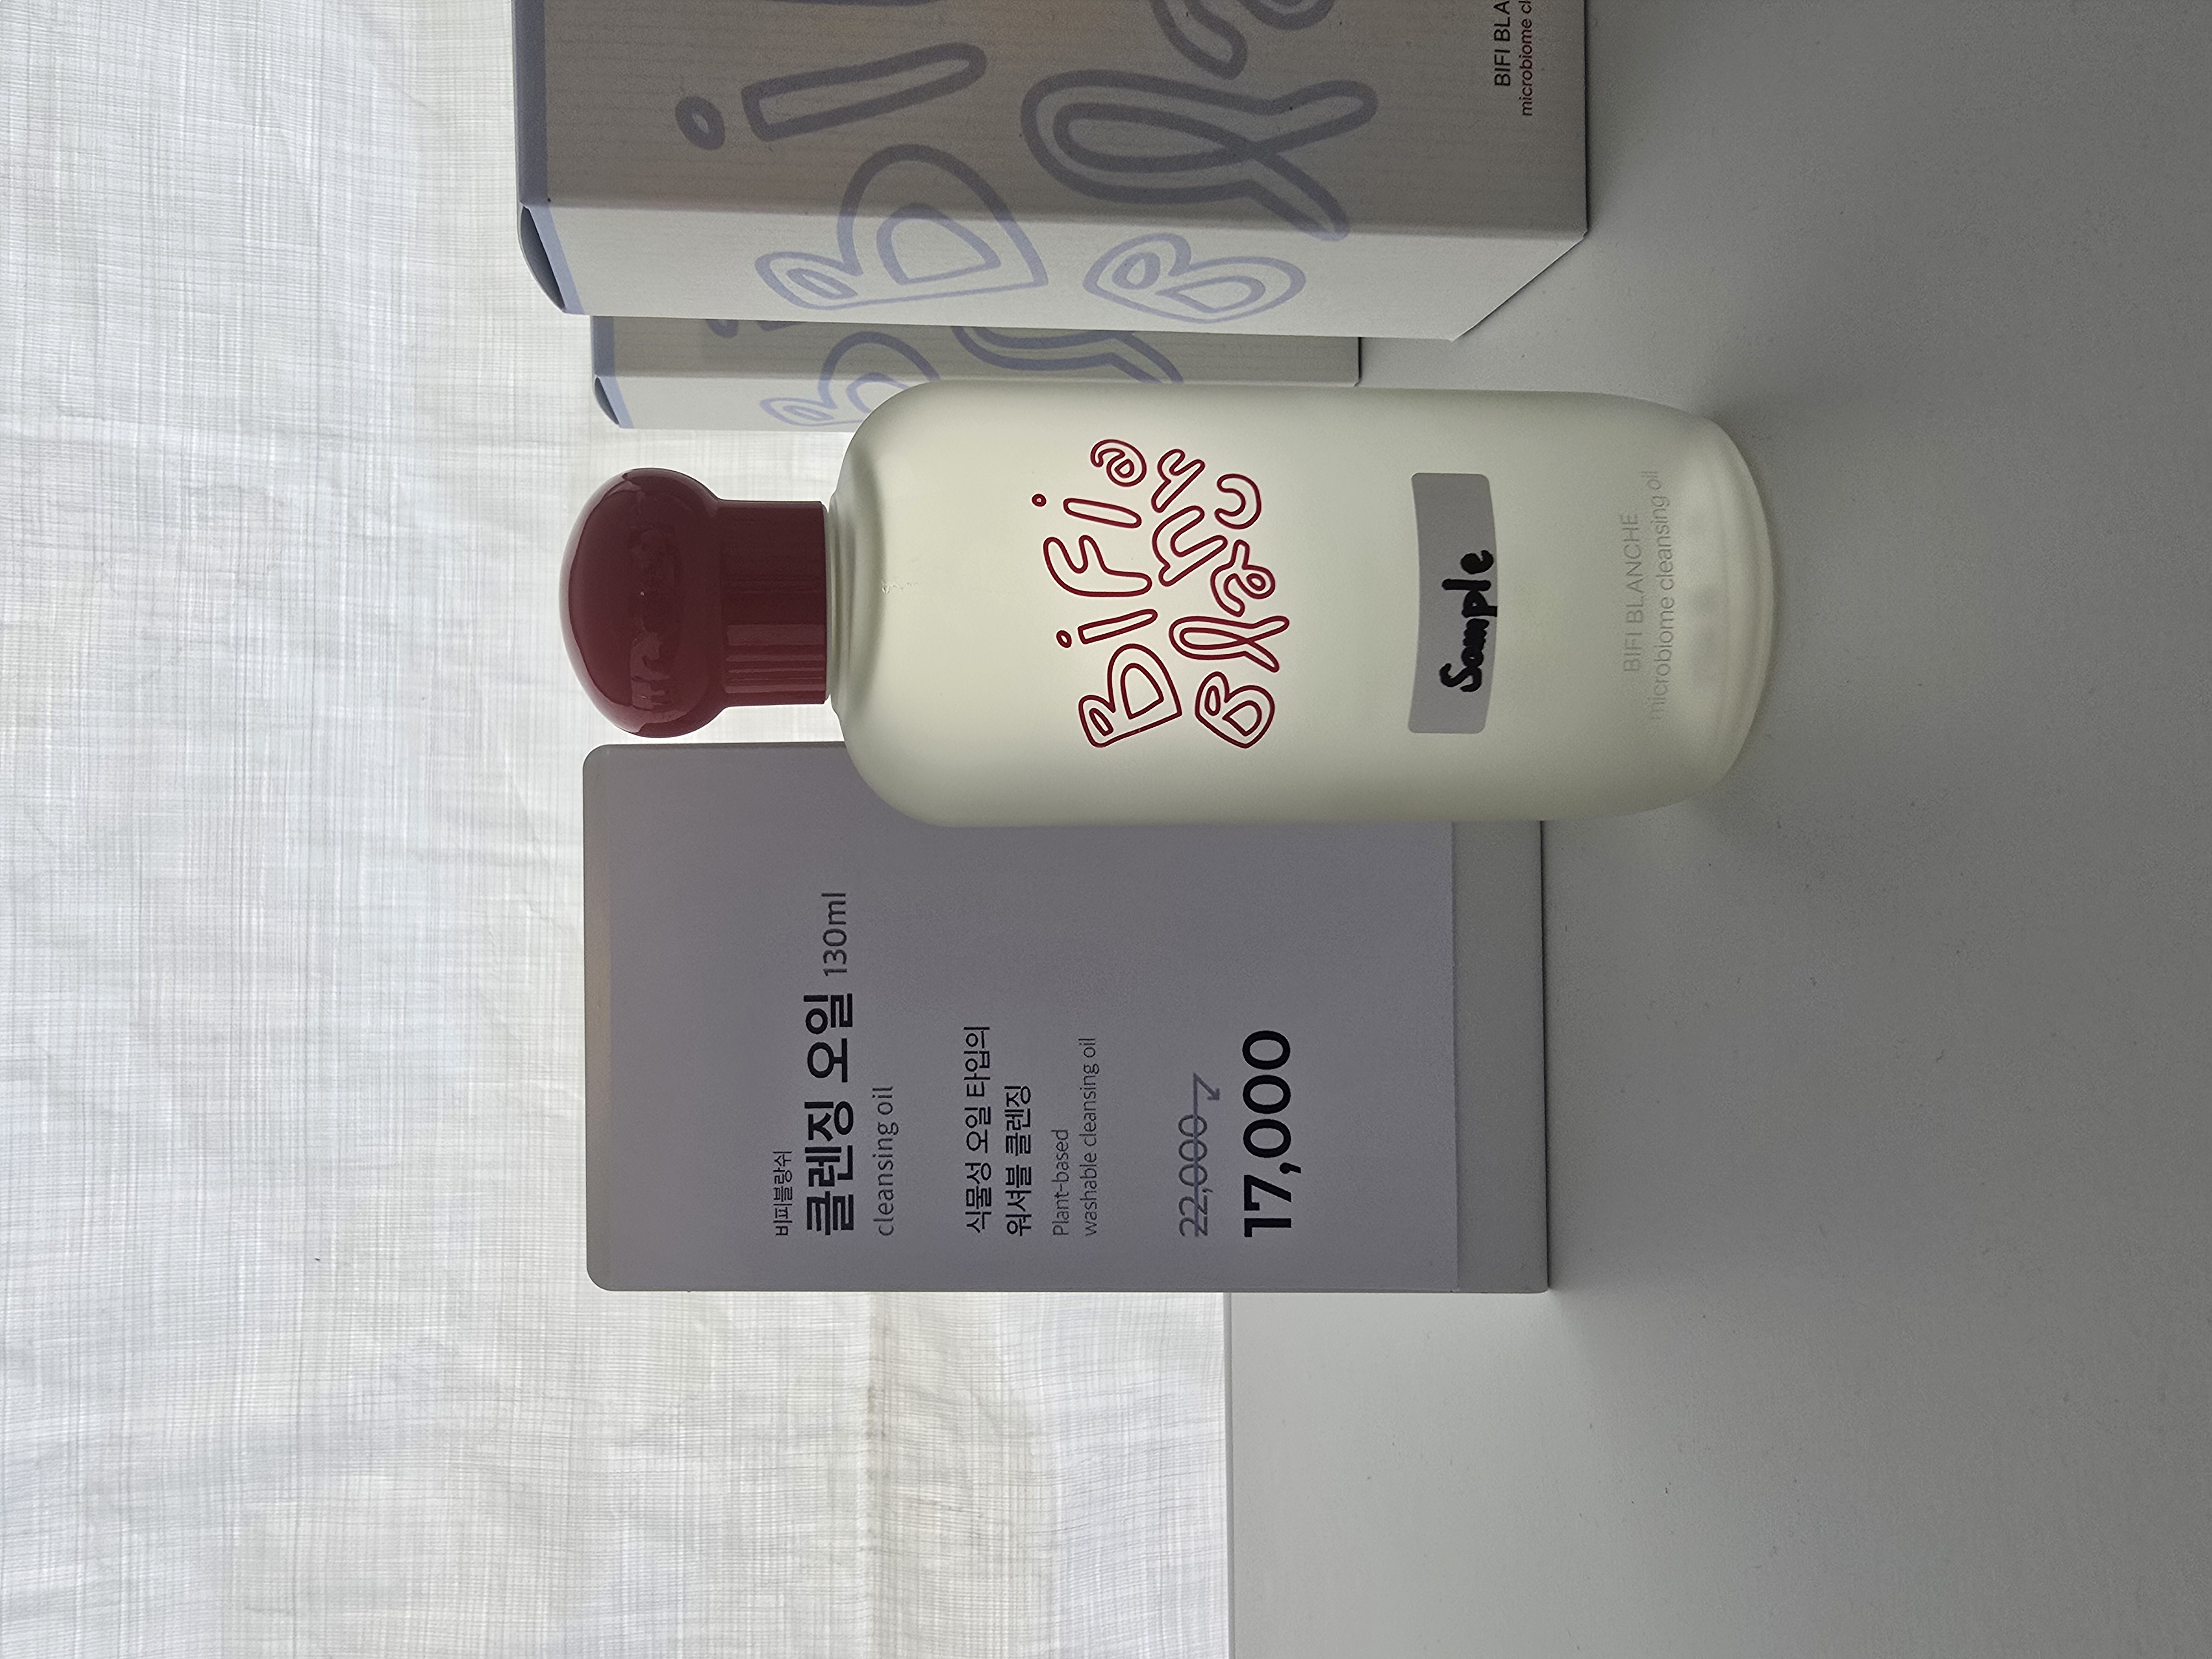 비피블랑쉬
클렌징 오일 130ml
cleansing oil
식물성 오일 타입의
워셔블 클렌징
Plant-based
washable cleansing oil
22,000
17,000
Bifi
Blanche
Sample
BIFI BLANCHE
microbiome cleansing oil
Bi
Bla
BIFI BLA
microbiome cl